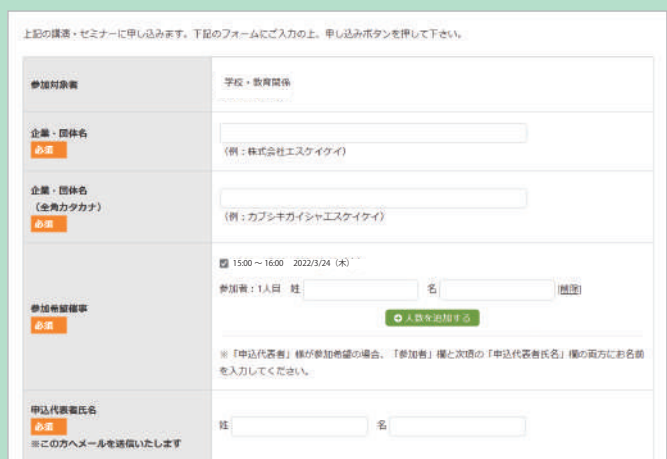 上記の講演・セミナーに申し込みます。下記のフォームにご入力の上、申し込みボタンを押して下さい。
参加対象者
学校・教育関係
企業・団体名
必須
(例:株式会社エスケイケイ)
企業・団体名
(全角カタカナ)
必須
(例:カブシキガイシャエスケイケイ)
参加希望催事
必須
15:00 ~ 16:00 2022/3/24(木)
参加者:1人目 姓 名 [削除]
人数を追加する
※「申込代表者」様が参加希望の場合、「参加者」欄と次項の「申込代表者氏名」欄の両方にお名前
を入力してください。
申込代表者氏名
必須
※この方へメールを送信いたします
姓 名